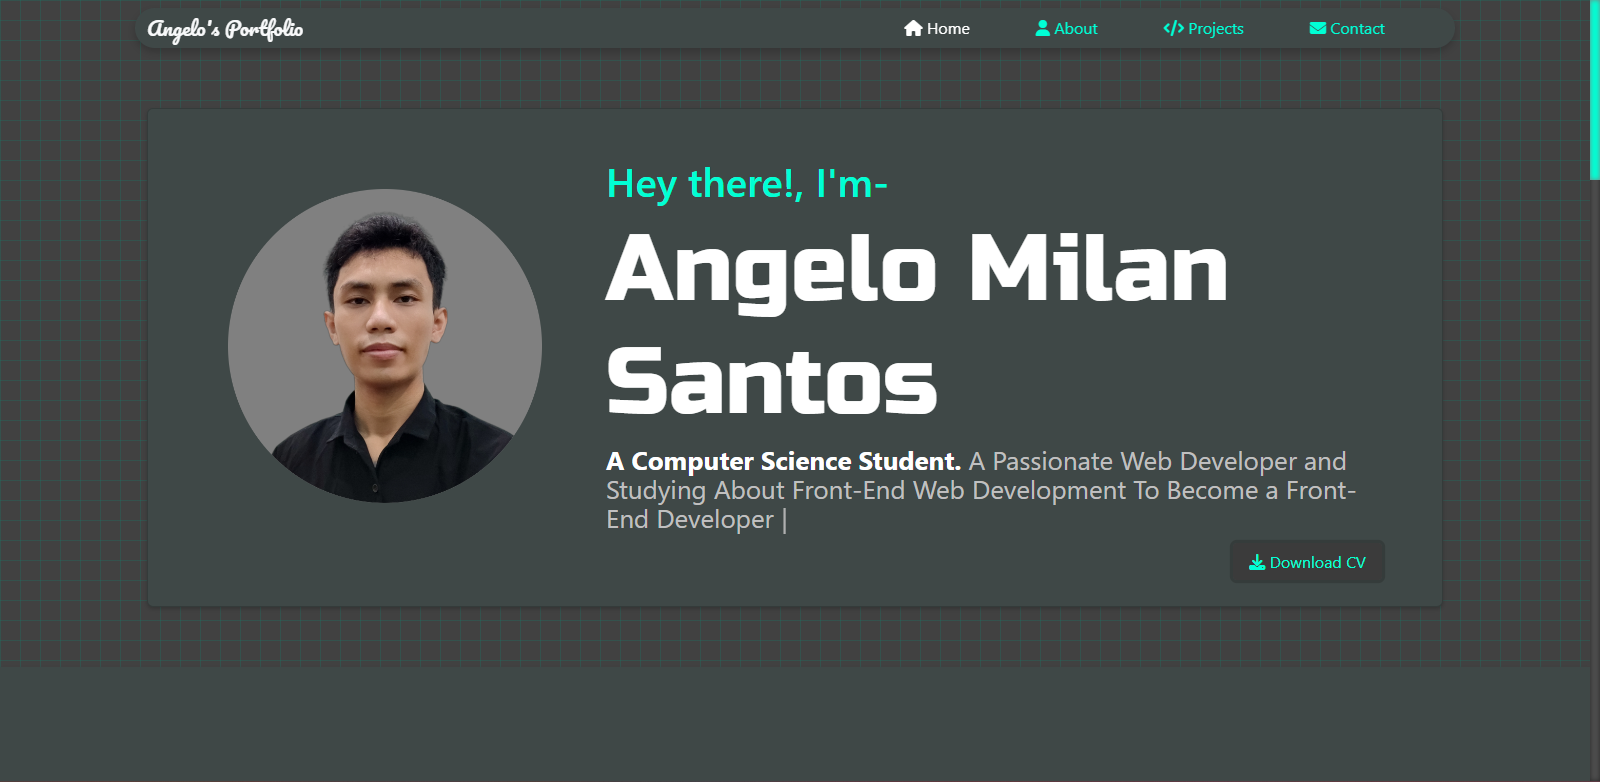 Angelo's Portfolio
Home
About
Projects
Contact
Hey there!, I'm-
Angelo Milan
Santos
A Computer Science Student. A Passionate Web Developer and
Studying About Front-End Web Development To Become a Front-
End Developer |
Download CV